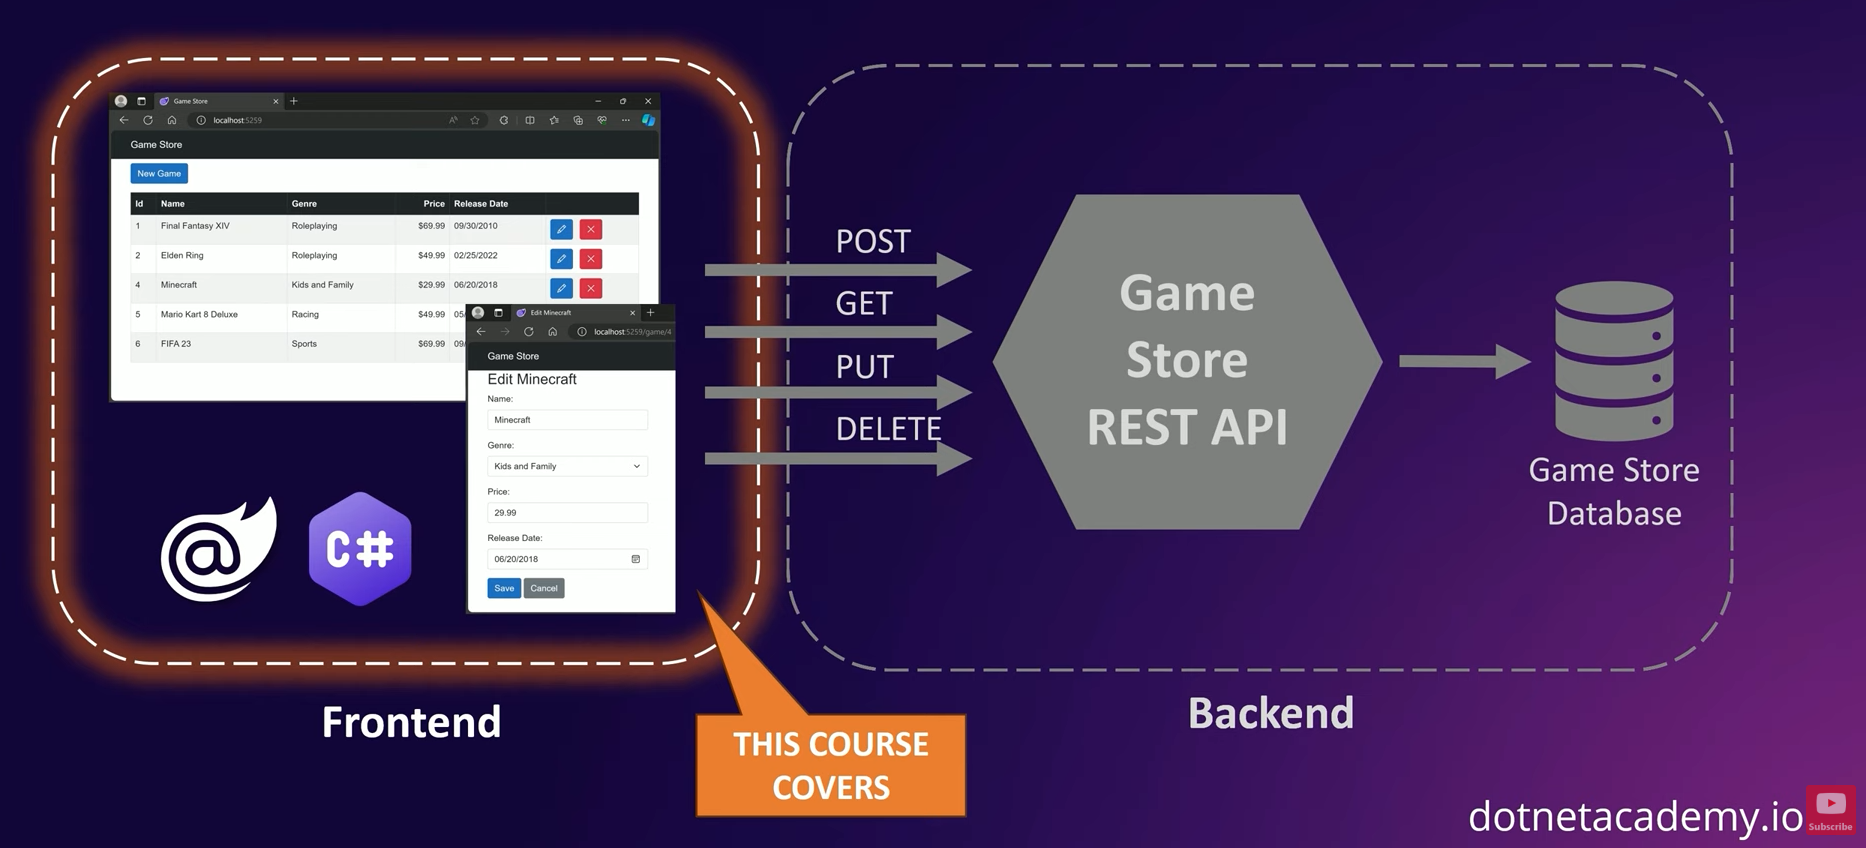 Game Store
localhost:5259
Game Store
New Game
Id Name Genre Price Release Date
1 Final Fantasy XIV Roleplaying $69.99 09/30/2010
2 Elden Ring Roleplaying $49.99 02/25/2022
4 Minecraft Kids and Family $29.99 06/20/2018
5 Mario Kart 8 Deluxe Racing $49.99 05/
6 FIFA 23 Sports $69.99 09/
Edit Minecraft
localhost:5259/game/4
Game Store
Edit Minecraft
Name:
Minecraft
Genre:
Kids and Family
Price:
29.99
Release Date:
06/20/2018
Save Cancel
@ C#
Frontend
THIS COURSE
COVERS
POST
GET
PUT
DELETE
Game
Store
REST API
Game Store
Database
Backend
dotnetacademy.io
Subscribe